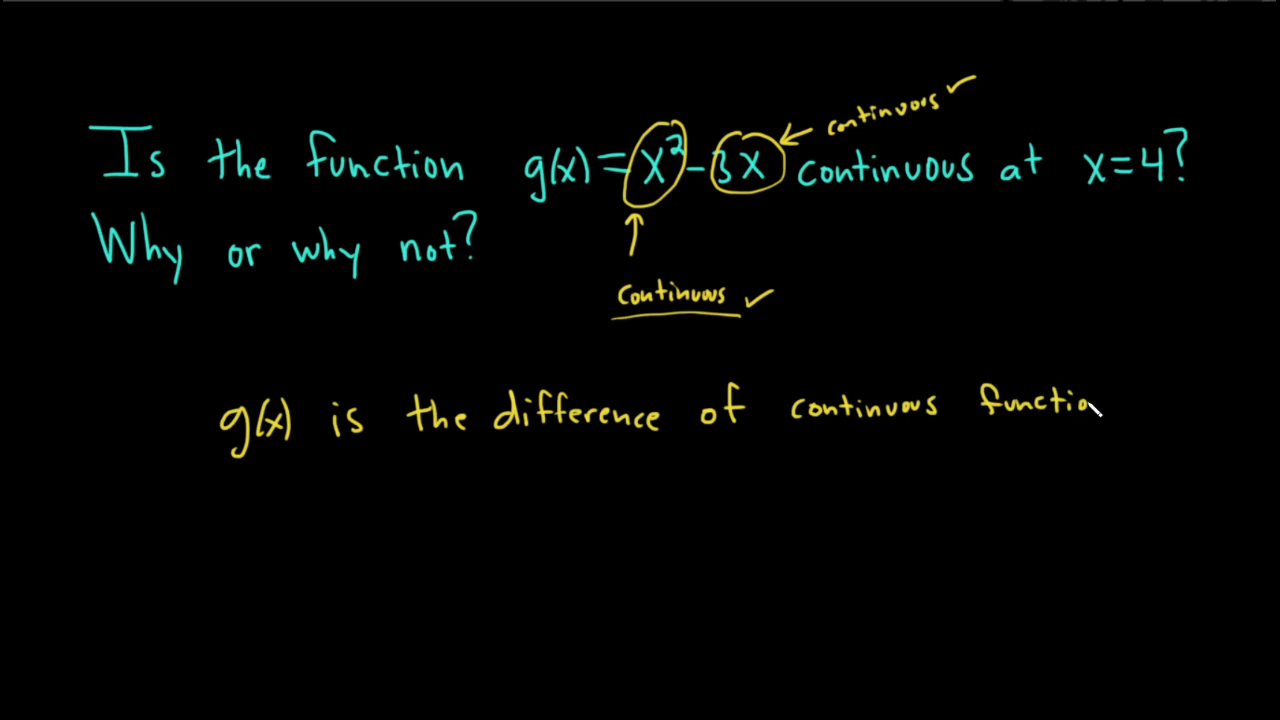 Is the function g(x) = x² - 3x continuous at x=4?
Why or why not?
continuous ✓
continuous ✓
g(x) is the difference of continuous functio